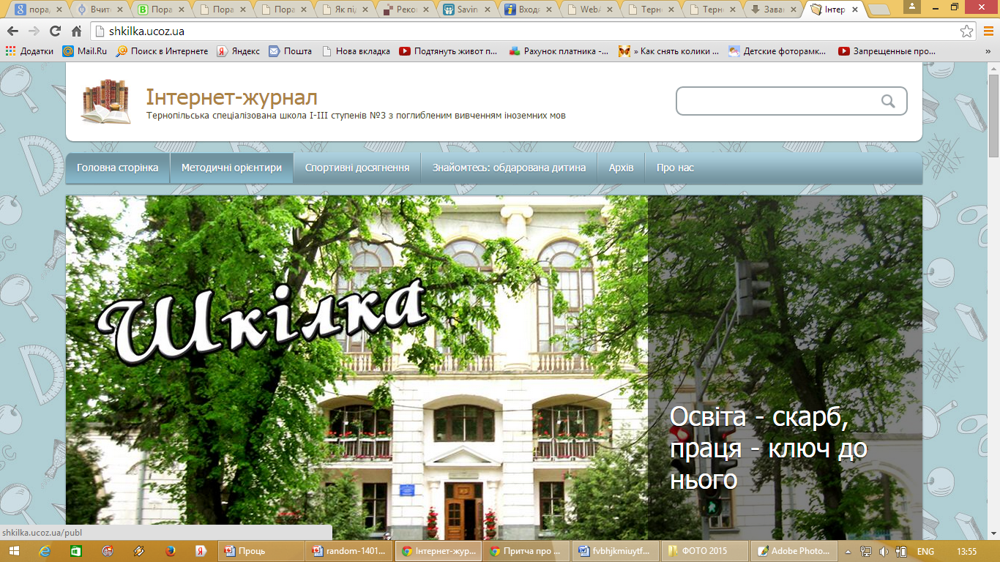 пора,
Вчит
Пора
Пора
Пора
Як пі
Реко
Savin
Входя
WebA
Терн
Терн
Зава
Інтер
shkilka.ucoz.ua
Додатки
Mail.Ru
Поиск в Интернете
Яндекс
Пошта
Нова вкладка
Подтянуть живот п...
Рахунок платника -...
» Как снять колики ...
Детские фоторамк...
Запрещенные про...
»
Інтернет-журнал
Тернопільська спеціалізована школа І-ІІІ ступенів №3 з поглибленим вивченням іноземних мов
Головна сторінка
Методичні орієнтири
Спортивні досягнення
Знайомтесь: обдарована дитина
Архів
Про нас
Шкілка
Освіта - скарб,
праця - ключ до
нього
shkilka.ucoz.ua/publ
Проць
random-1401...
Інтернет-жур...
Притча про ...
fvbhjkmiuytf...
ФОТО 2015
Adobe Photo...
ENG
13:55